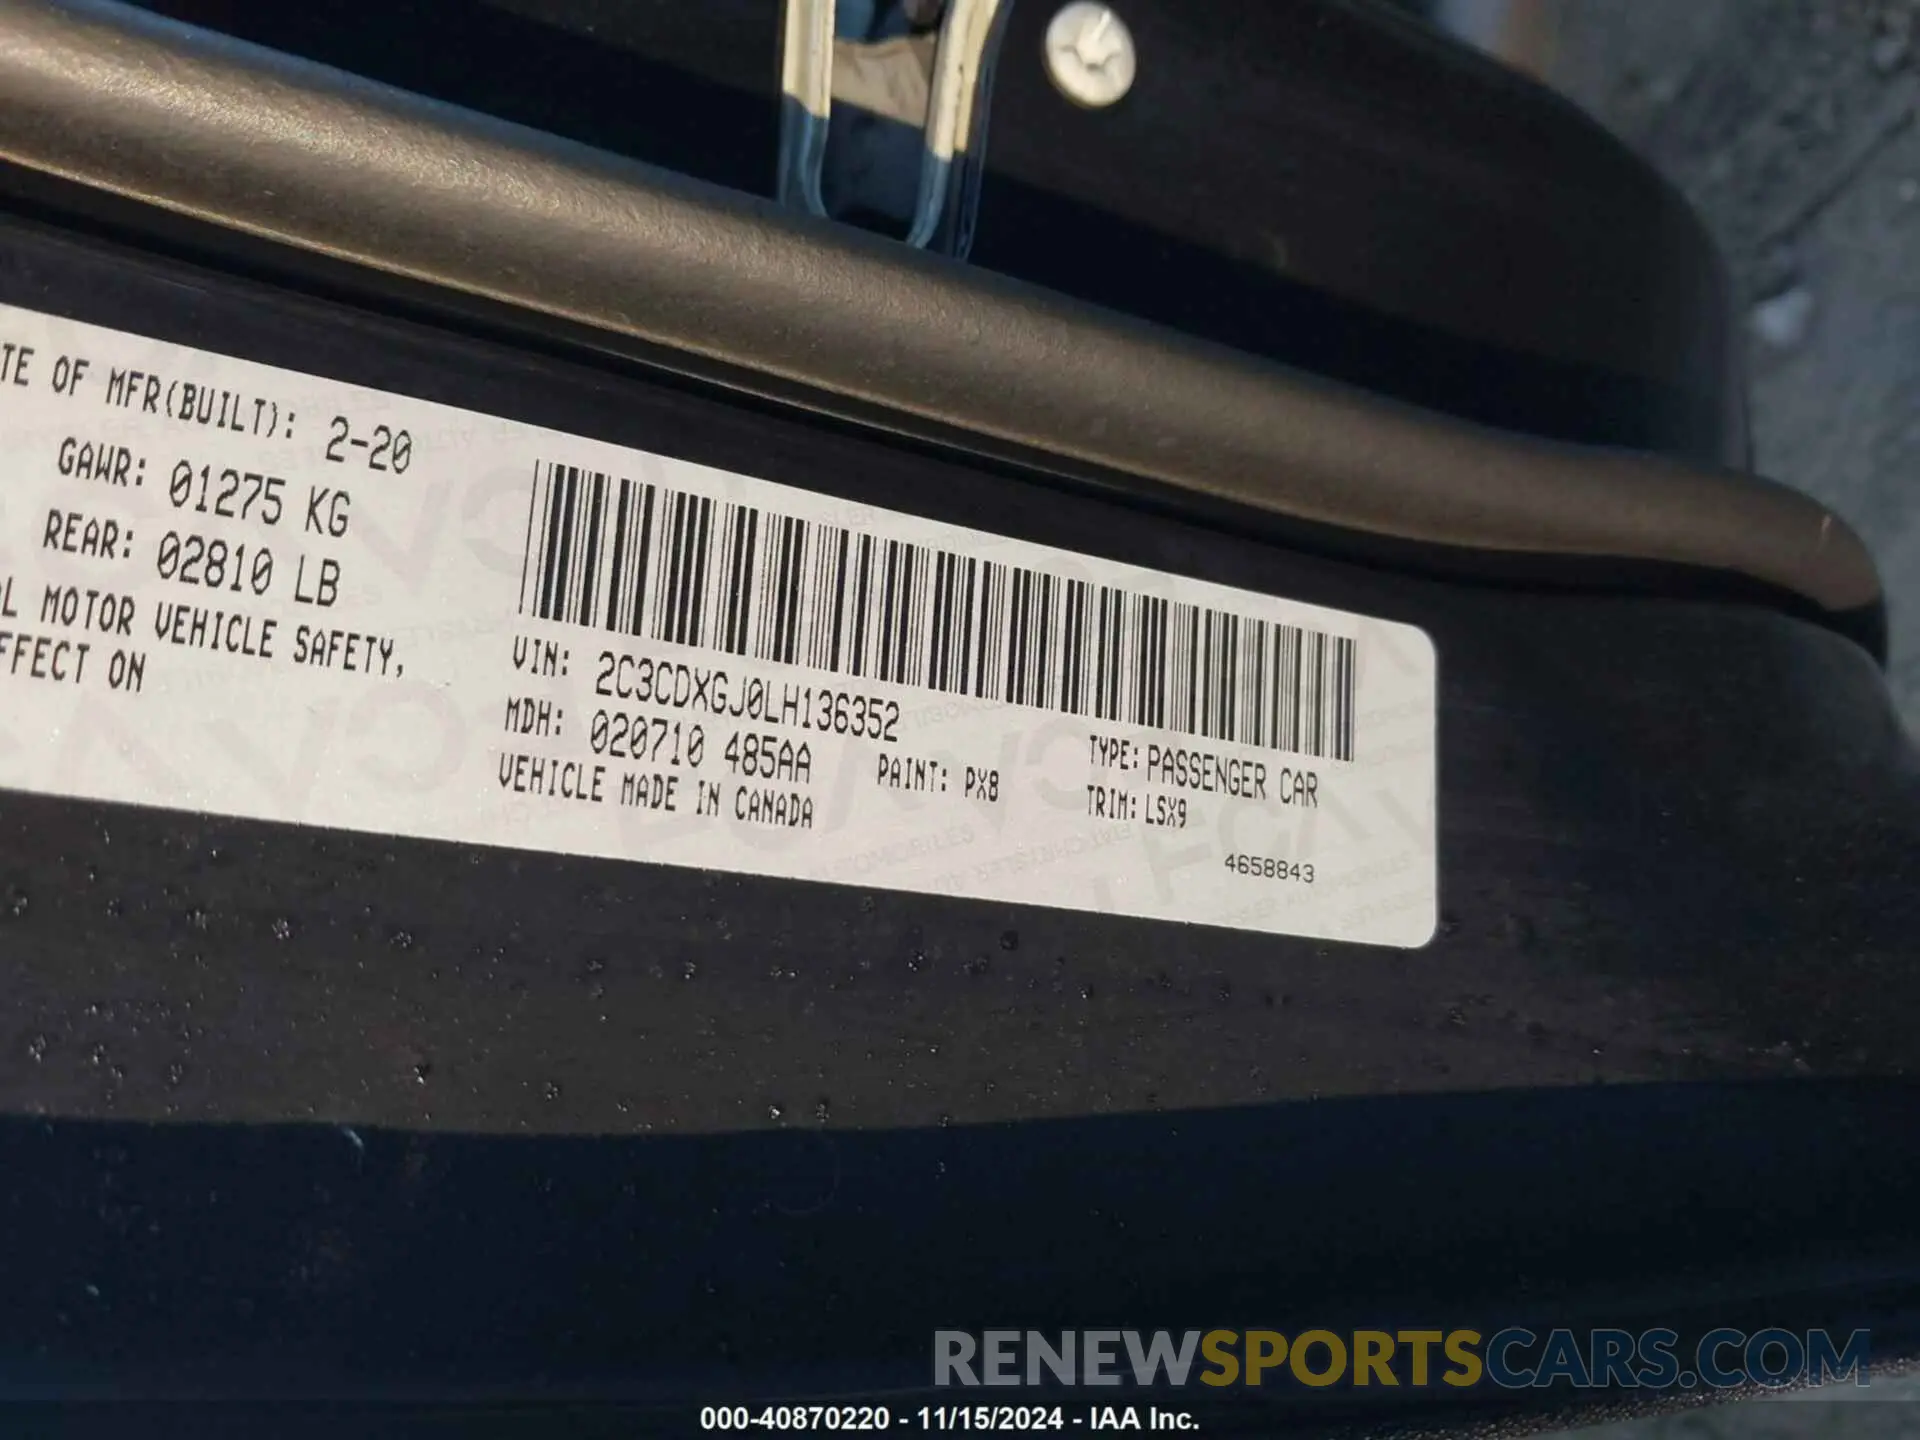 TE OF MFR(BUILT): 2-20
GAWR: 01275 KG
REAR: 02810 LB
L MOTOR VEHICLE SAFETY,
FFECT ON
VIN: 2C3CDXGJ0LH136352
MDH: 020710 485AA
VEHICLE MADE IN CANADA
PAINT: PX8
TYPE: PASSENGER CAR
TRIM: LSX9
4658843
RENEWSPORTSCARS.COM
000-40870220 - 11/15/2024 - IAA Inc.